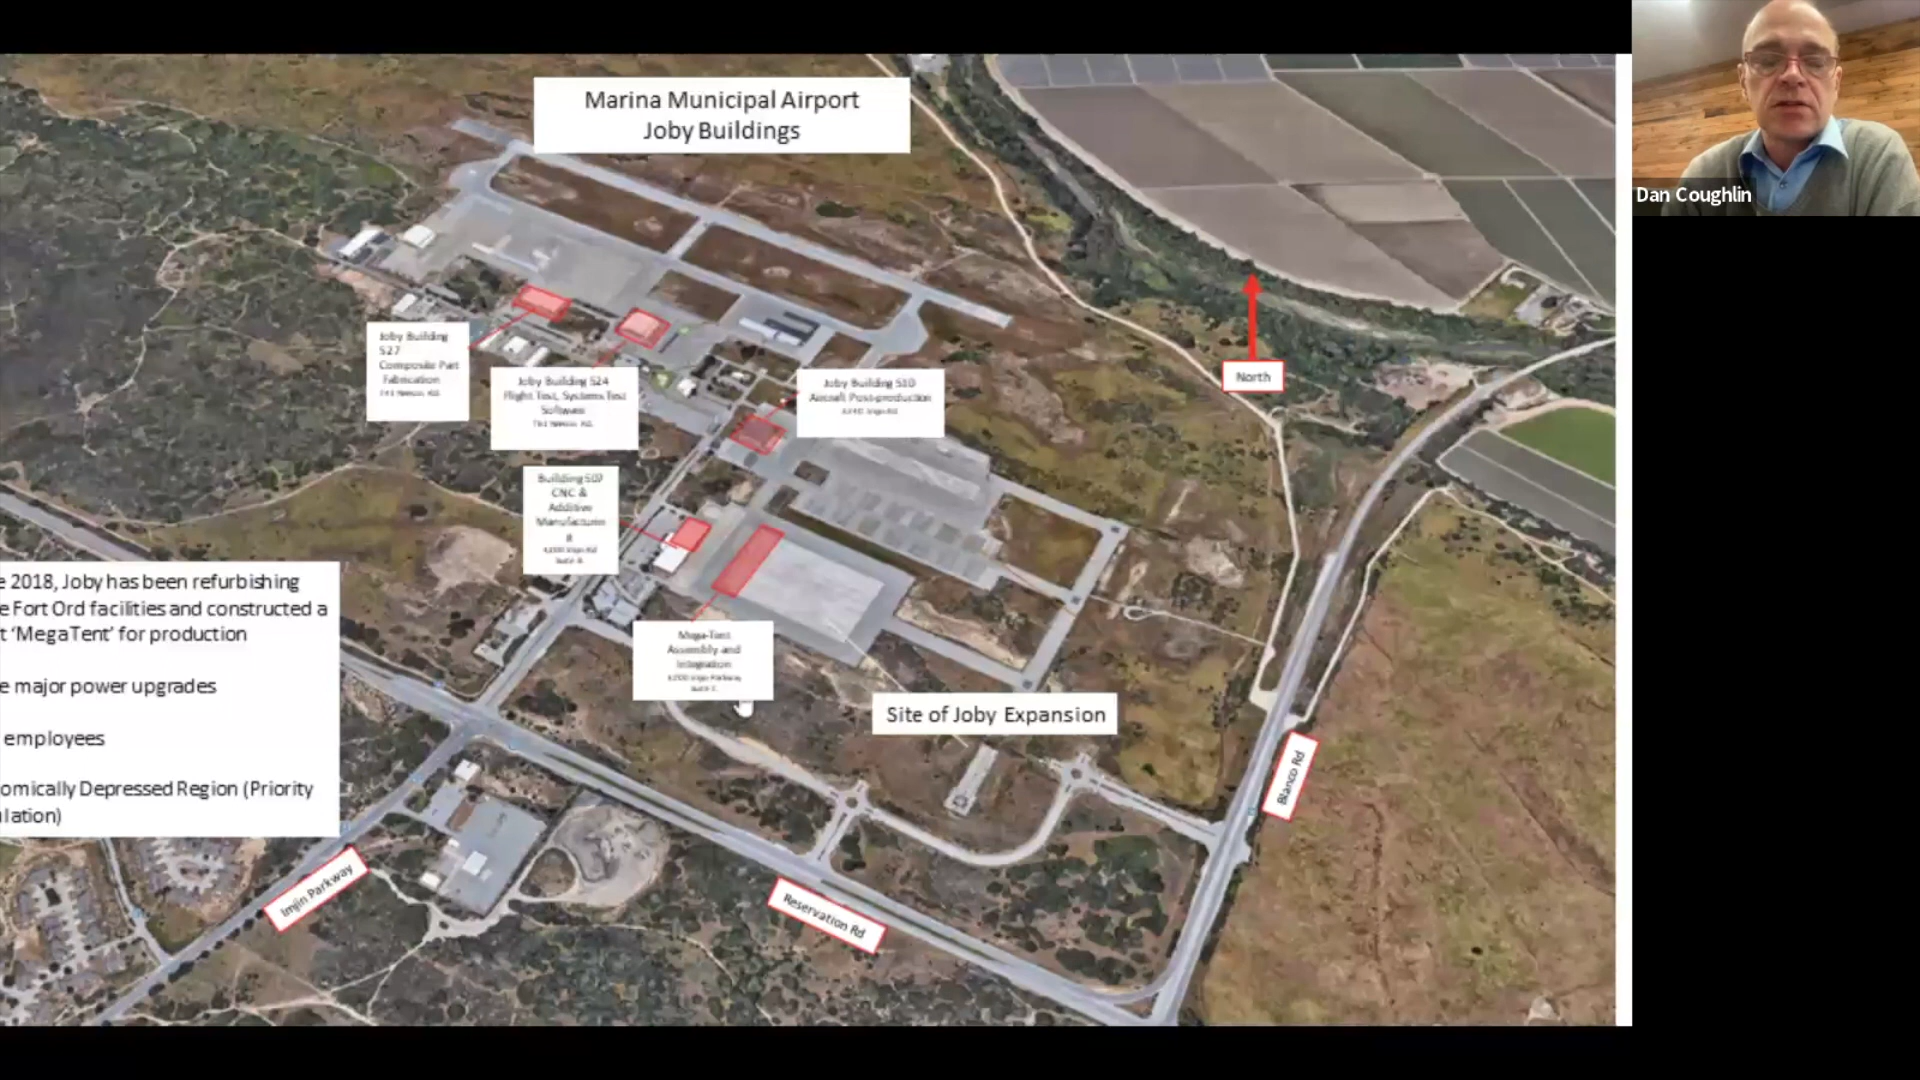 Marina Municipal Airport
Joby Buildings
Dan Coughlin
North
Joby Building
527
Composite Part
Fabrication
Joby Building 524
Flight Test, Systems Test
Software
Joby Building 510
Aircraft Post-production
Building 507
CNC &
Additive
Mega-Tent
Assembly and
Integration
Site of Joby Expansion
e 2018, Joby has been refurbishing
e Fort Ord facilities and constructed a
t ‘MegaTent’ for production
e major power upgrades
employees
omically Depressed Region (Priority
lation)
Blanco Rd
Imjin Parkway
Reservation Rd